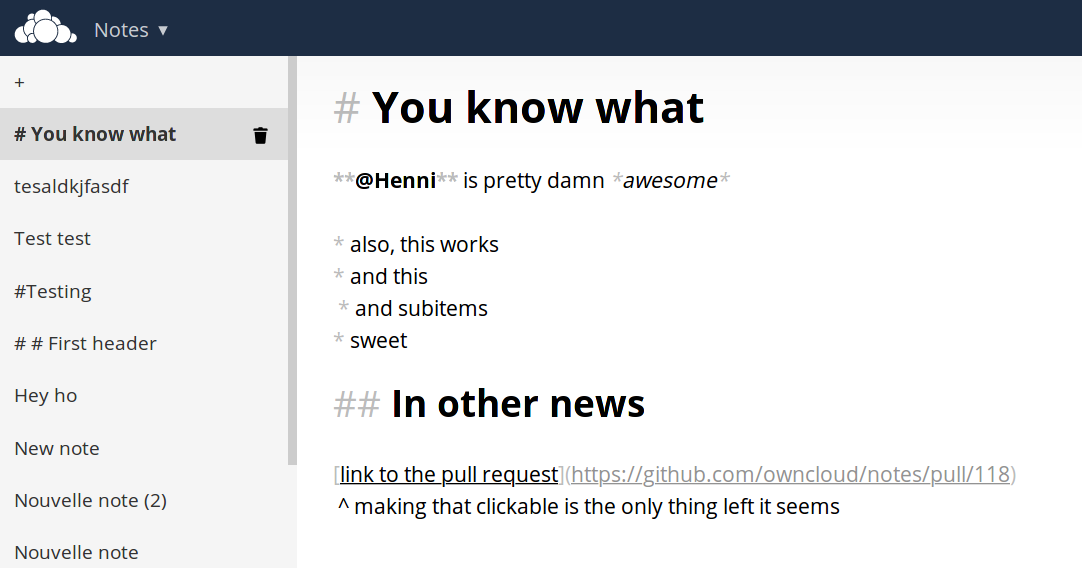 Notes ▼
+
# You know what
tesaldkjfasdf
Test test
#Testing
# # First header
Hey ho
New note
Nouvelle note (2)
Nouvelle note
# You know what
**@Henni** is pretty damn *awesome*
* also, this works
* and this
* and subitems
* sweet
## In other news
[link to the pull request](https://github.com/owncloud/notes/pull/118)
^ making that clickable is the only thing left it seems